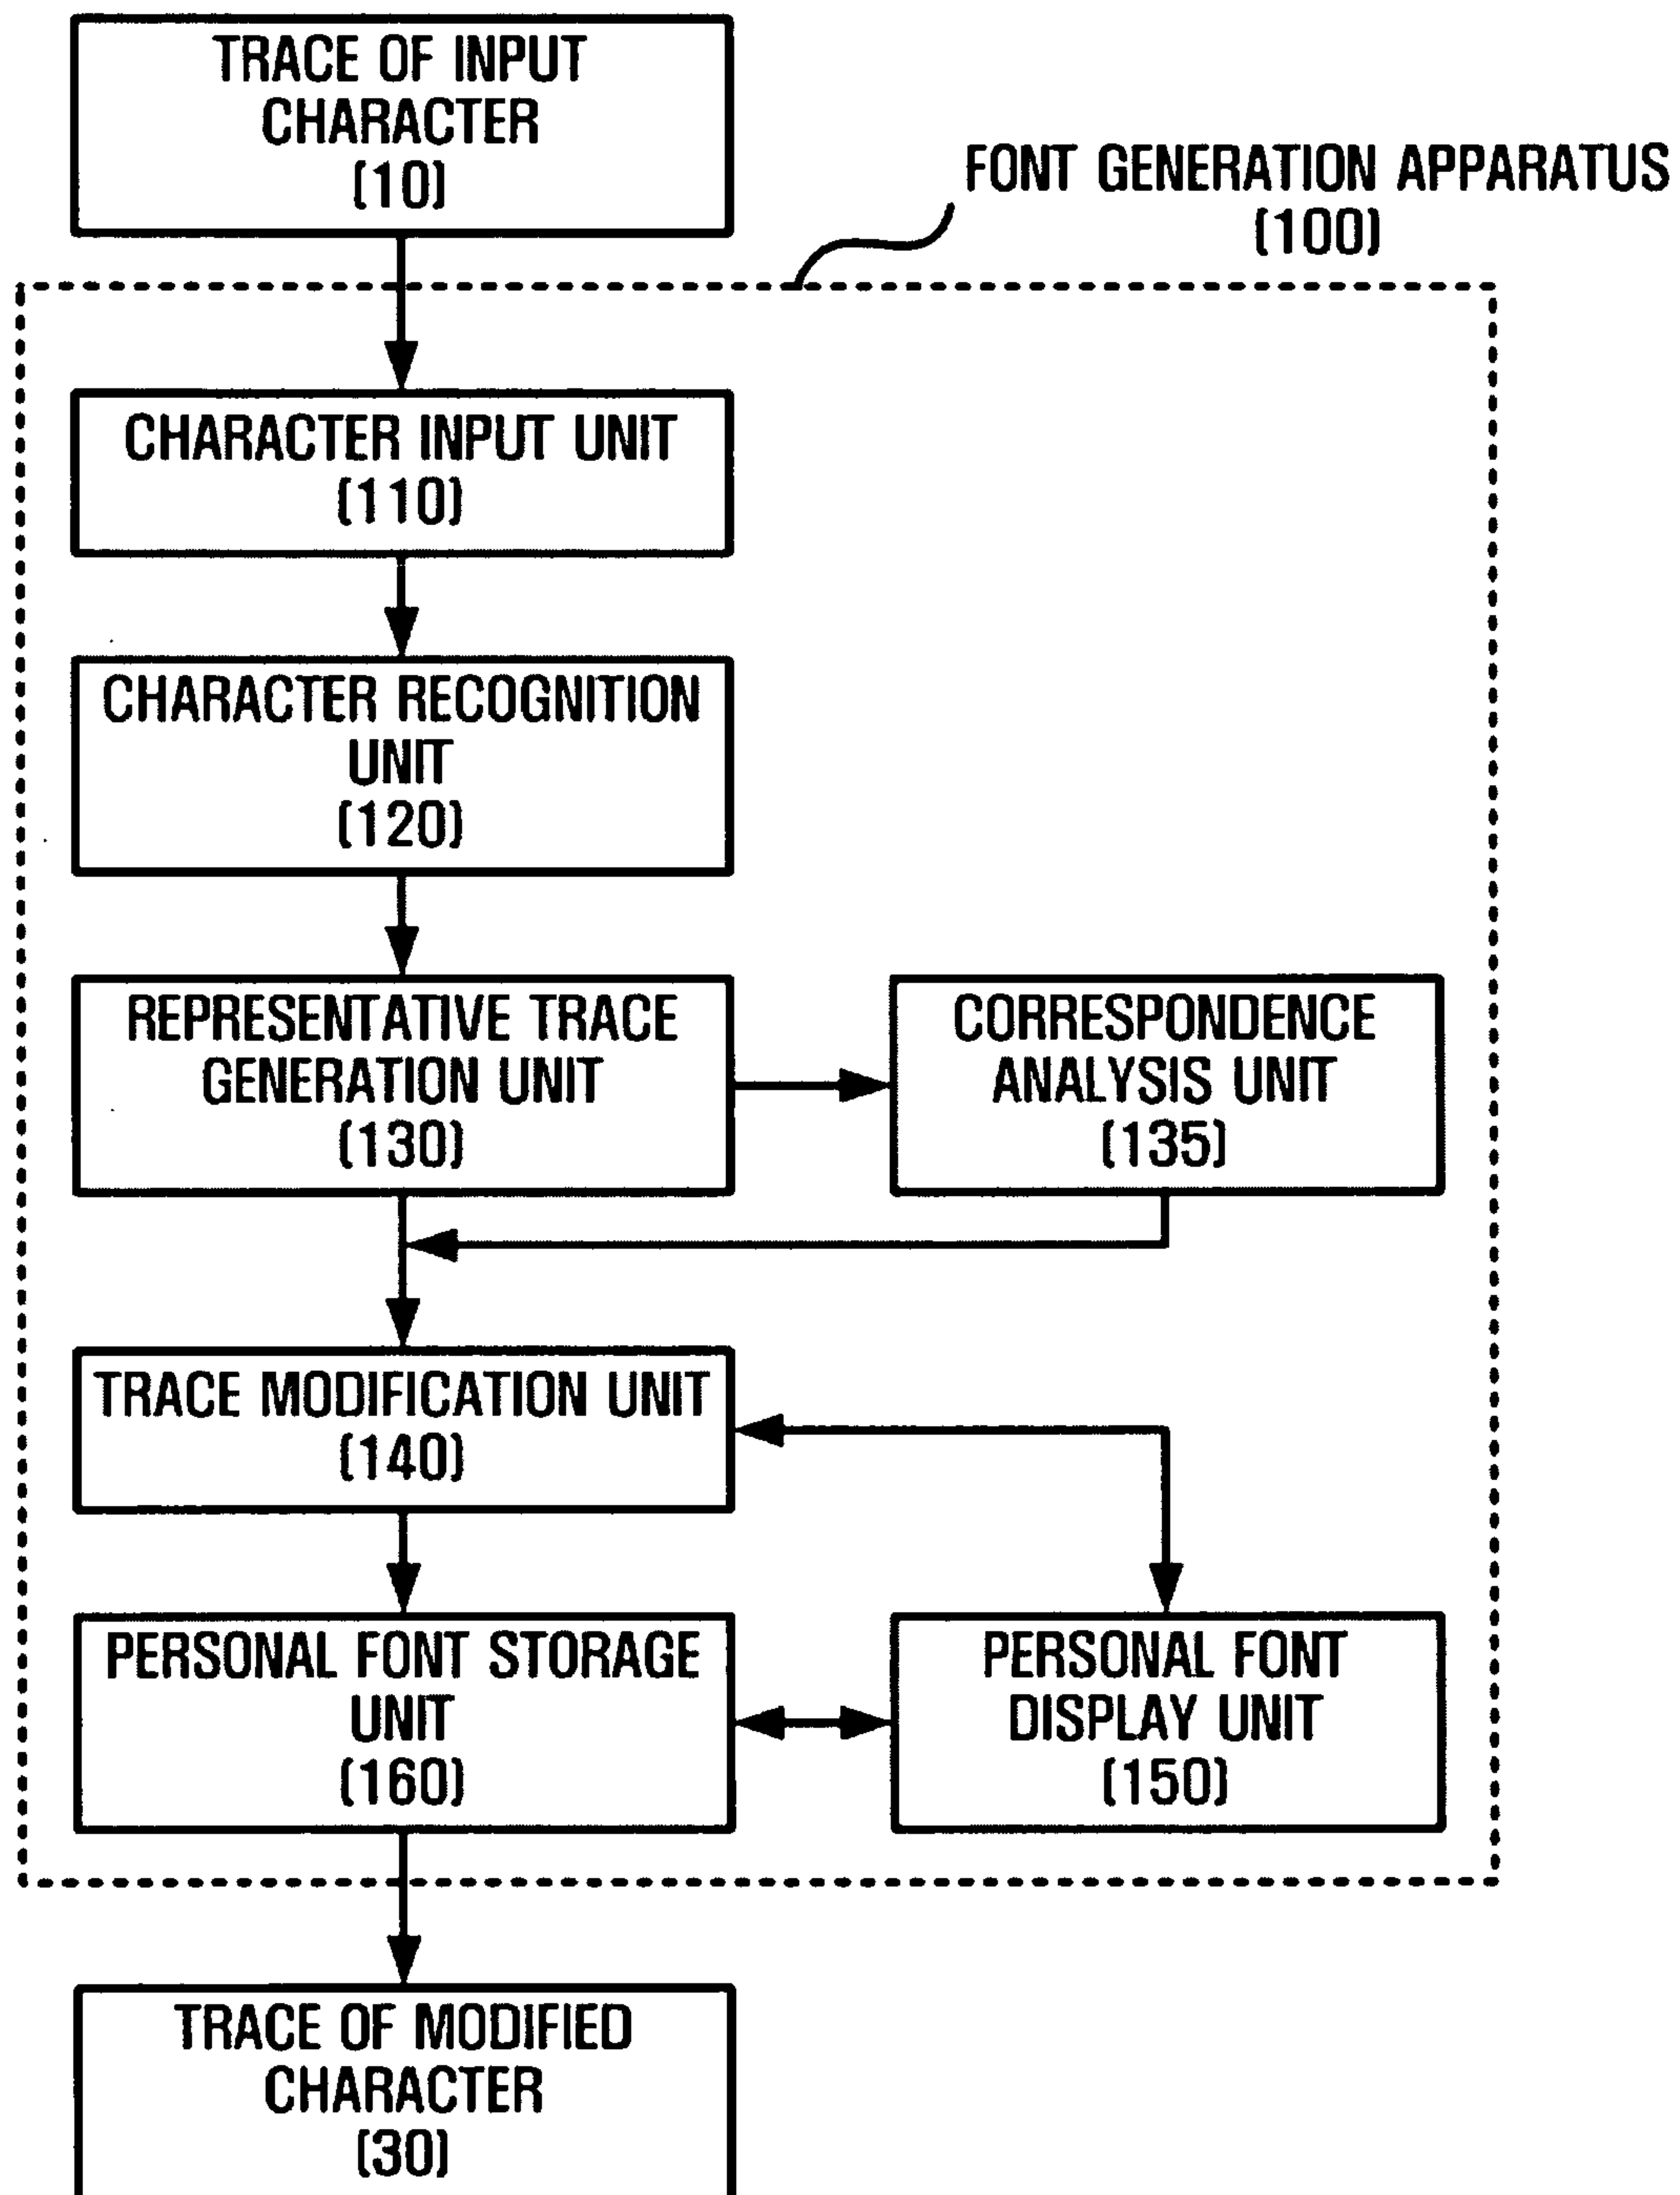 TRACE OF INPUT
CHARACTER
(10)
FONT GENERATION APPARATUS
(100)
CHARACTER INPUT UNIT
(110)
CHARACTER RECOGNITION
UNIT
(120)
REPRESENTATIVE TRACE
GENERATION UNIT
(130)
CORRESPONDENCE
ANALYSIS UNIT
(135)
TRACE MODIFICATION UNIT
(140)
PERSONAL FONT STORAGE
UNIT
(160)
PERSONAL FONT
DISPLAY UNIT
(150)
TRACE OF MODIFIED
CHARACTER
(30)